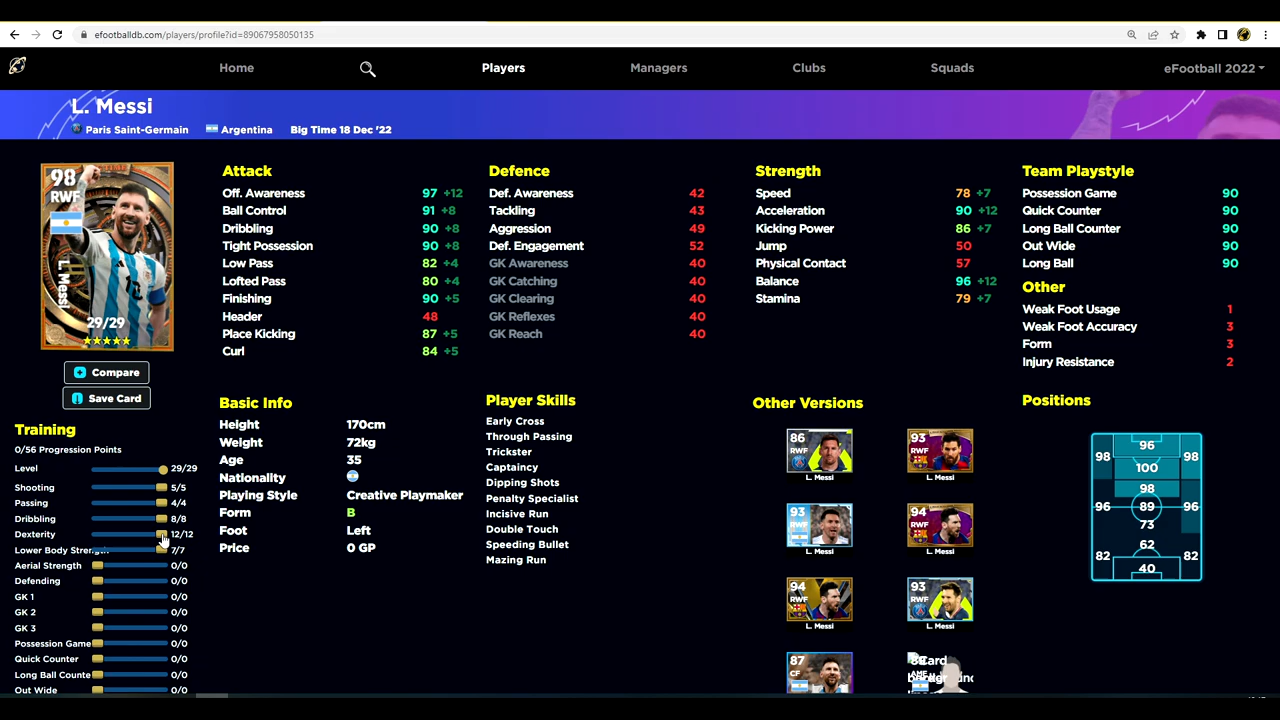 efootballdb.com/players/profile?id=89067958050135
Home Players Managers Clubs Squads eFootball 2022
L. Messi
Paris Saint-Germain Argentina Big Time 18 Dec '22
98
RWF
L. Messi
29/29
Compare
Save Card
Training
0/56 Progression Points
Level 29/29
Shooting 5/5
Passing 4/4
Dribbling 8/8
Dexterity 12/12
Lower Body Strength 7/7
Aerial Strength 0/0
Defending 0/0
GK 1 0/0
GK 2 0/0
GK 3 0/0
Possession Game 0/0
Quick Counter 0/0
Long Ball Counte 0/0
Out Wide 0/0
Attack
Off. Awareness 97 +12
Ball Control 91 +8
Dribbling 90 +8
Tight Possession 90 +8
Low Pass 82 +4
Lofted Pass 80 +4
Finishing 90 +5
Header 48
Place Kicking 87 +5
Curl 84 +5
Defence
Def. Awareness 42
Tackling 43
Aggression 49
Def. Engagement 52
GK Awareness 40
GK Catching 40
GK Clearing 40
GK Reflexes 40
GK Reach 40
Strength
Speed 78 +7
Acceleration 90 +12
Kicking Power 86 +7
Jump 50
Physical Contact 57
Balance 96 +12
Stamina 79 +7
Team Playstyle
Possession Game 90
Quick Counter 90
Long Ball Counter 90
Out Wide 90
Long Ball 90
Other
Weak Foot Usage 1
Weak Foot Accuracy 3
Form 3
Injury Resistance 2
Basic Info
Height 170cm
Weight 72kg
Age 35
Nationality
Playing Style Creative Playmaker
Form B
Foot Left
Price 0 GP
Player Skills
Early Cross
Through Passing
Trickster
Captaincy
Dipping Shots
Penalty Specialist
Incisive Run
Double Touch
Speeding Bullet
Mazing Run
Other Versions
86
L. Messi
93
RWF
L. Messi
93
RWF
L. Messi
94
RWF
L. Messi
94
RWF
L. Messi
93
RWF
L. Messi
87
CF
Card
background
Positions
96
98 100 98
98
96 89 96
73
62
82 82
40